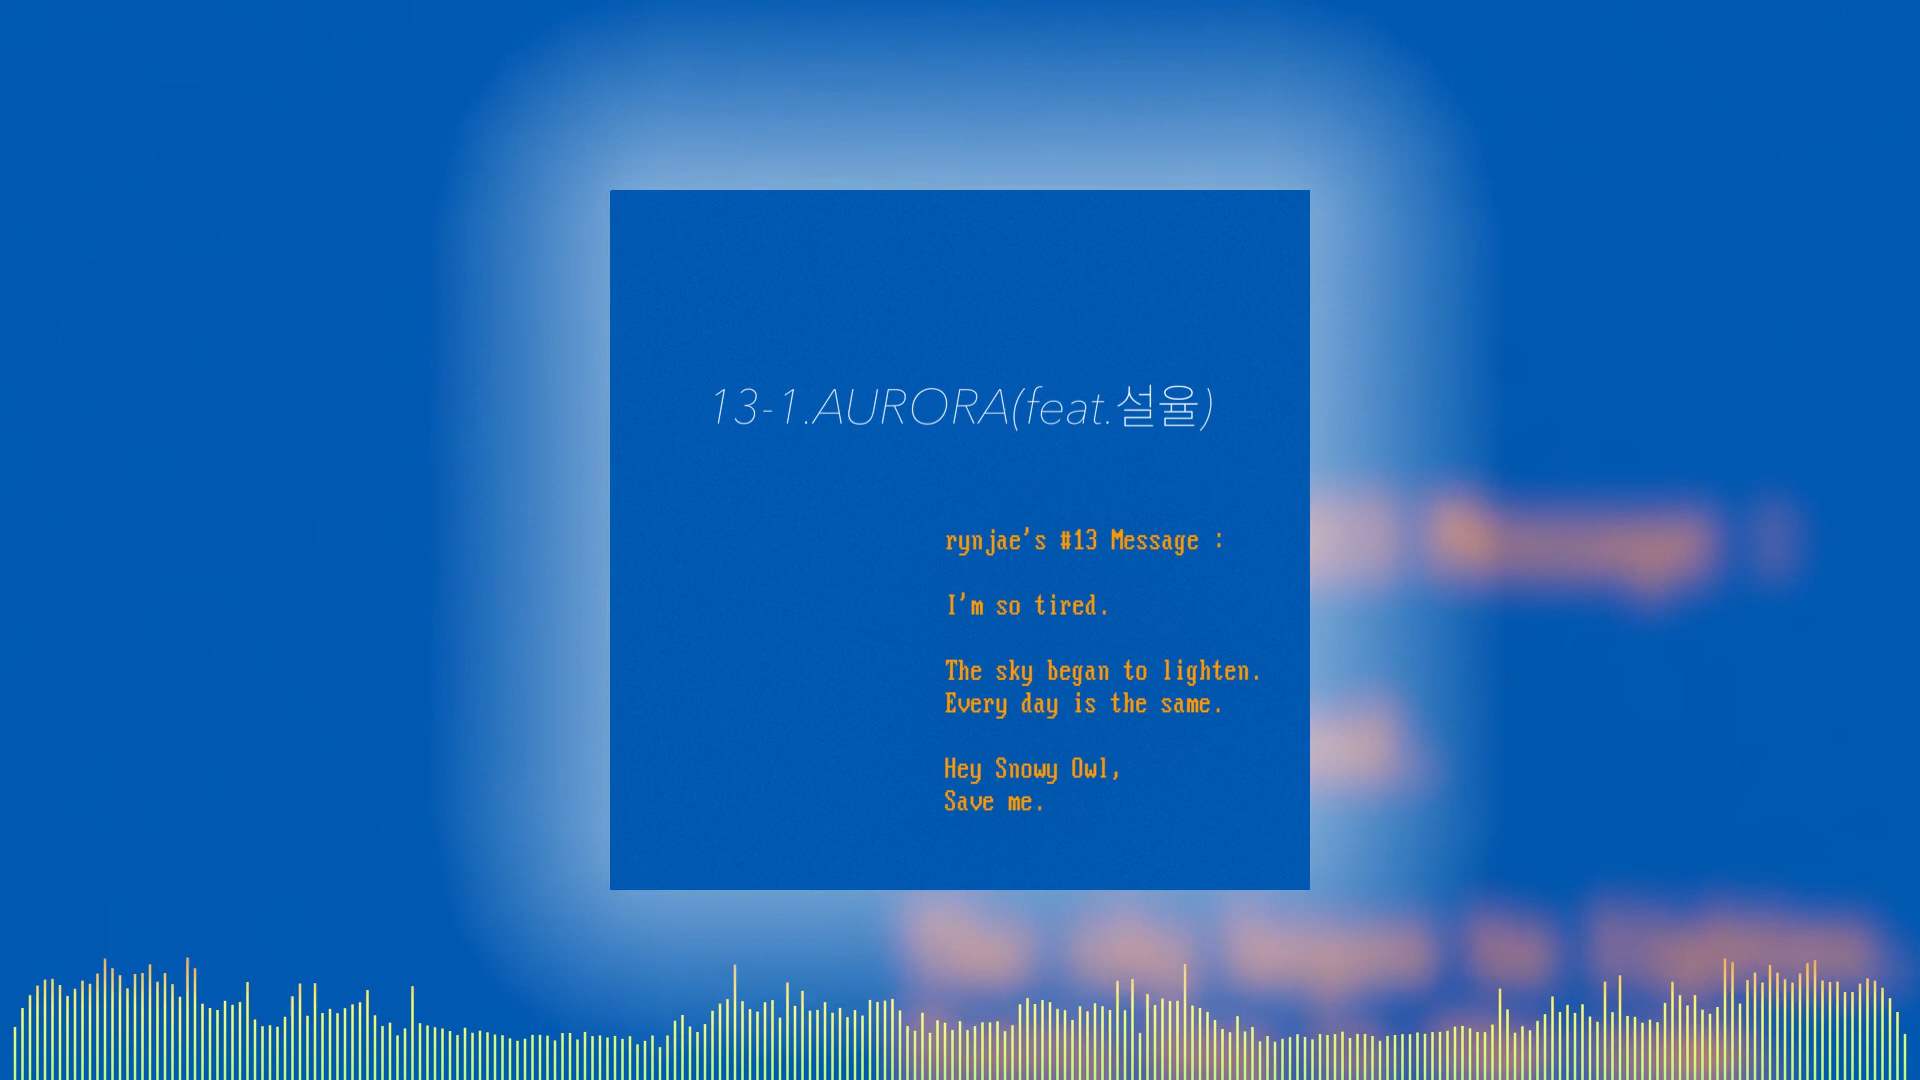 13-1.AURORA(feat.설율)
rynjae's #13 Message :
I'm so tired.
The sky began to lighten.
Every day is the same.
Hey Snowy Owl,
Save me.